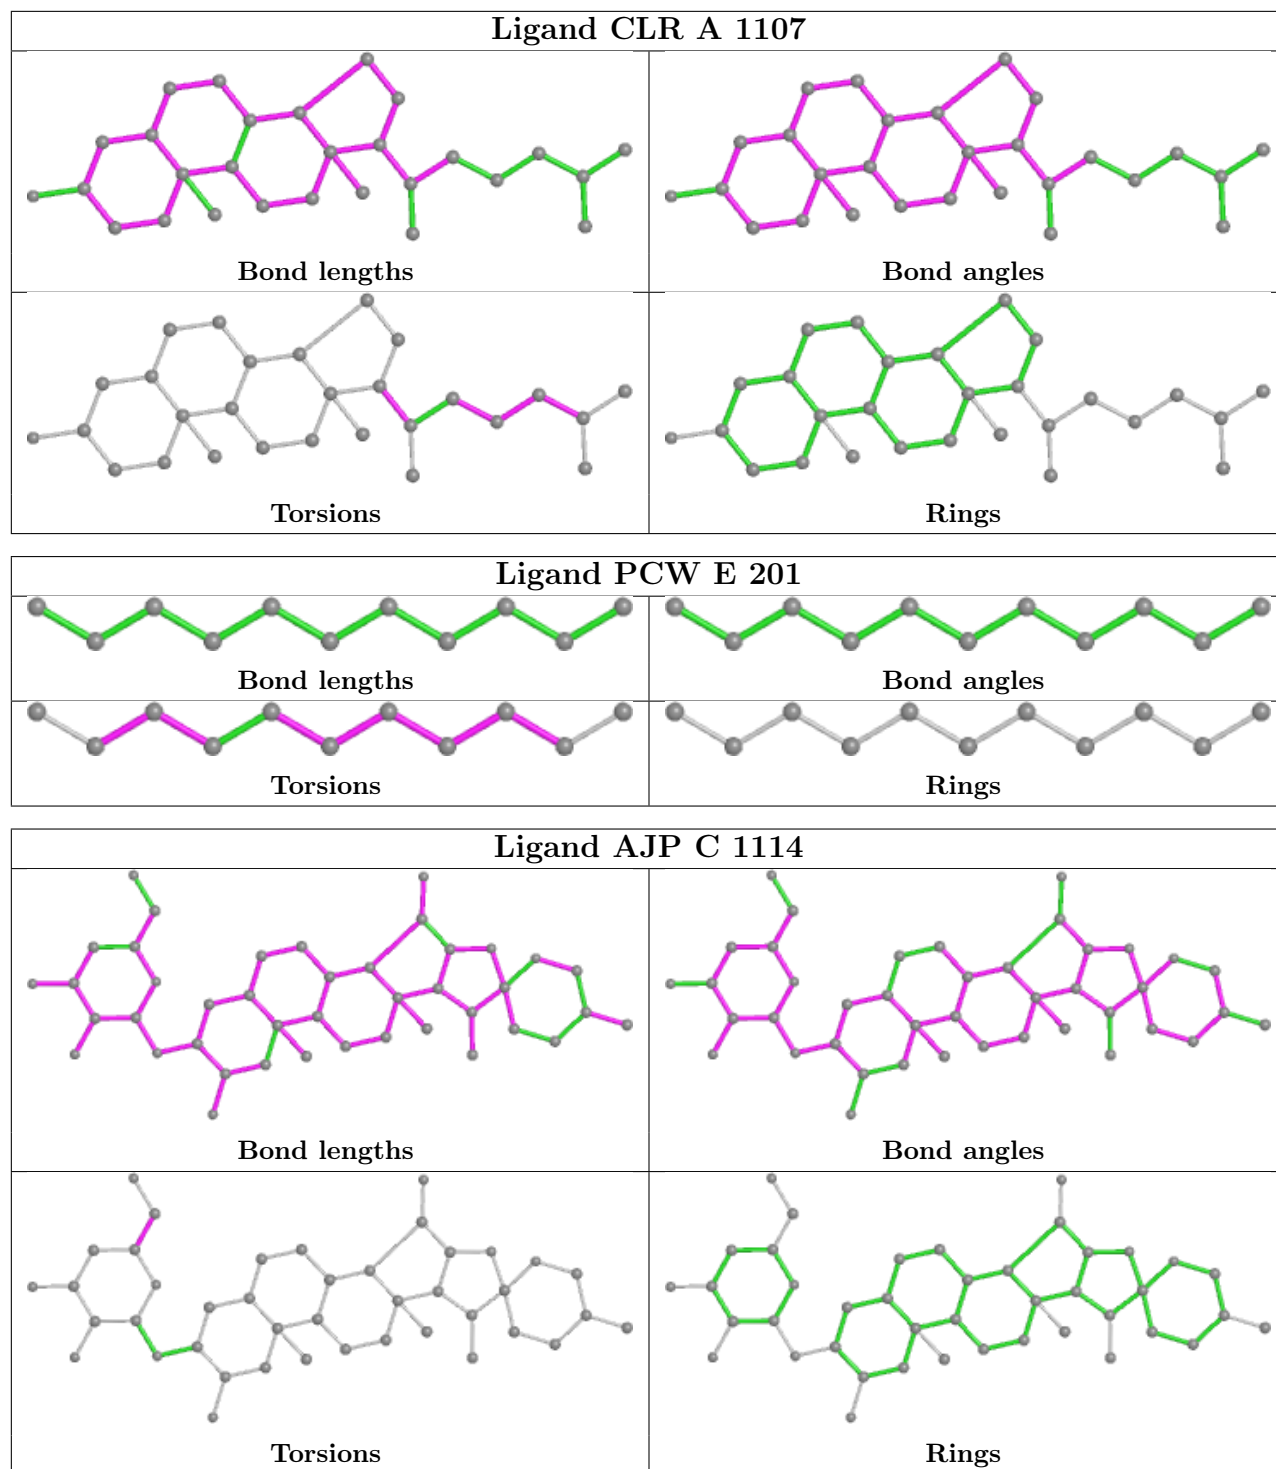 Ligand CLR A 1107
Bond lengths
Bond angles
Torsions
Rings
Ligand PCW E 201
Bond lengths
Bond angles
Torsions
Rings
Ligand AJP C 1114
Bond lengths
Bond angles
Torsions
Rings